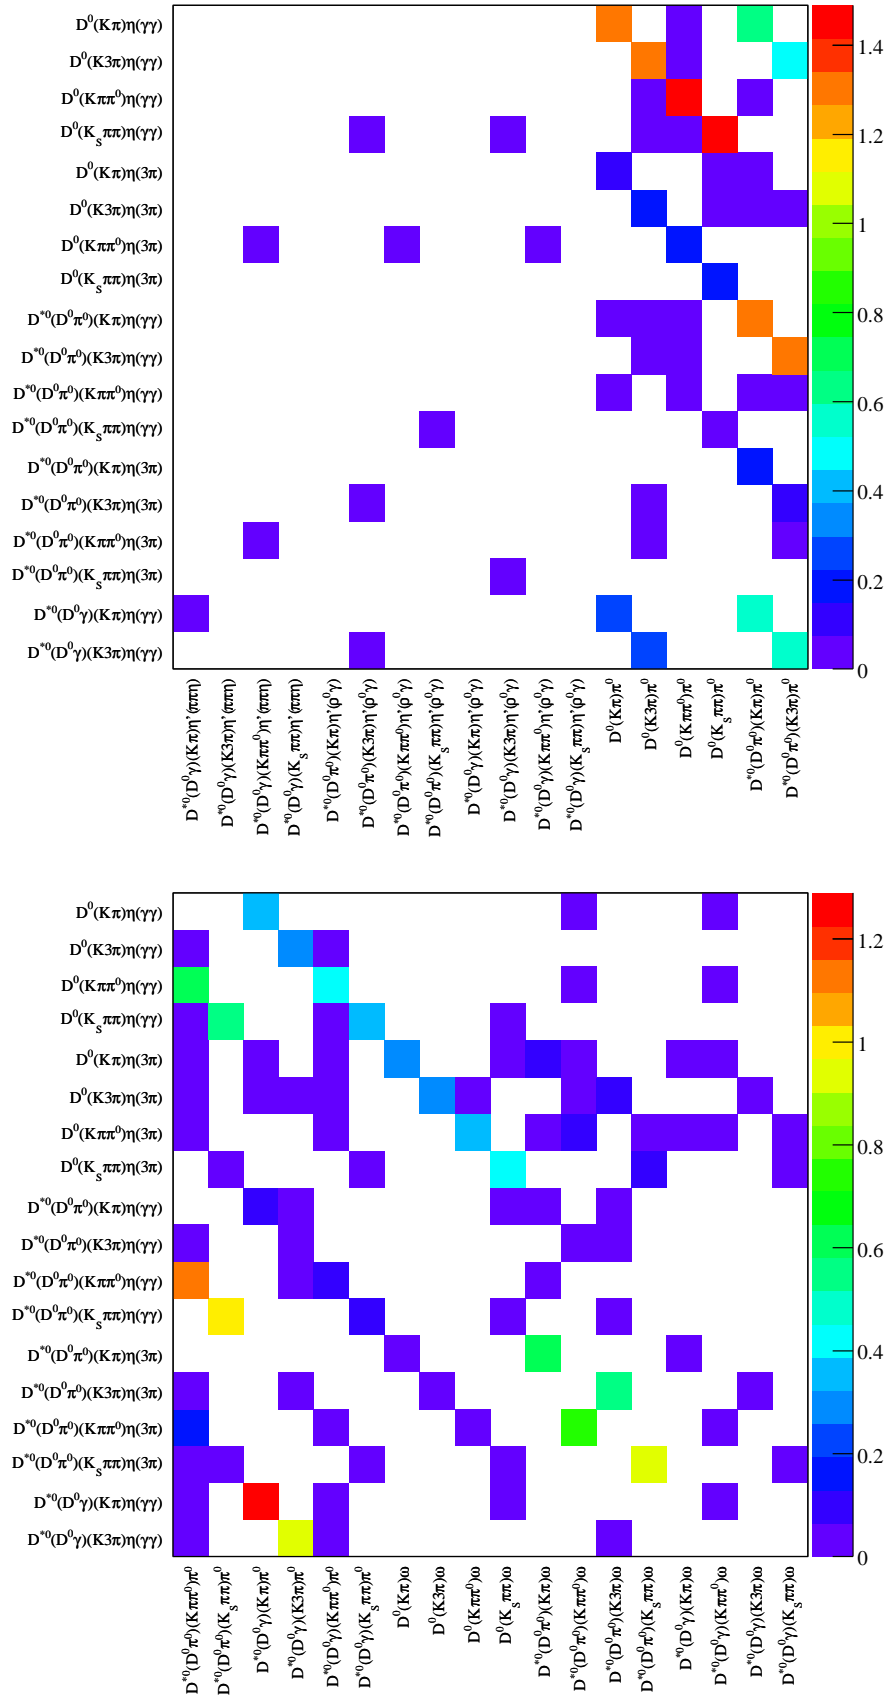 D*0(Kπ)η(γγ)
D0(K3π)η(γγ)
D0(Kππ0)η(γγ)
D0(KSππ)η(γγ)
D0(Kπ)η(3π)
D0(K3π)η(3π)
D0(Kππ0)η(3π)
D0(KSππ)η(3π)
D*0(D0π0)(Kπ)η(γγ)
D*0(D0π0)(K3π)η(γγ)
D*0(D0π0)(Kππ0)η(γγ)
D*0(D0π0)(KSππ)η(γγ)
D*0(D0π0)(Kπ)η(3π)
D*0(D0π0)(K3π)η(3π)
D*0(D0π0)(Kππ0)η(3π)
D*0(D0π0)(KSππ)η(3π)
D*0(D0γ)(Kπ)η(γγ)
D*0(D0γ)(K3π)η(γγ)
1.4
1.2
1
0.8
0.6
0.4
0.2
0
D*0(D0γ)(Kπ)η'(ππη)
D*0(D0γ)(K3π)η'(ππη)
D*0(D0γ)(Kππ0)η'(ππη)
D*0(D0γ)(KSππ)η'(ππη)
D*0(D0π0)(Kπ)η'(ρ0γ)
D*0(D0π0)(K3π)η'(ρ0γ)
D*0(D0π0)(Kππ0)η'(ρ0γ)
D*0(D0π0)(KSππ)η'(ρ0γ)
D*0(D0γ)(Kπ)η'(ρ0γ)
D*0(D0γ)(K3π)η'(ρ0γ)
D*0(D0γ)(Kππ0)η'(ρ0γ)
D*0(D0γ)(KSππ)η'(ρ0γ)
D0(Kπ)π0
D0(K3π)π0
D0(Kππ0)π0
D0(KSππ)π0
D*0(D0π0)(Kπ)π0
D*0(D0π0)(K3π)π0
D0(Kπ)η(γγ)
D0(K3π)η(γγ)
D0(Kππ0)η(γγ)
D0(KSππ)η(γγ)
D0(Kπ)η(3π)
D0(K3π)η(3π)
D0(Kππ0)η(3π)
D0(KSππ)η(3π)
D*0(D0π0)(Kπ)η(γγ)
D*0(D0π0)(K3π)η(γγ)
D*0(D0π0)(Kππ0)η(γγ)
D*0(D0π0)(KSππ)η(γγ)
D*0(D0π0)(Kπ)η(3π)
D*0(D0π0)(K3π)η(3π)
D*0(D0π0)(Kππ0)η(3π)
D*0(D0π0)(KSππ)η(3π)
D*0(D0γ)(Kπ)η(γγ)
D*0(D0γ)(K3π)η(γγ)
1.2
1
0.8
0.6
0.4
0.2
0
D*0(D0π0)(Kππ0)π0
D*0(D0π0)(KSππ)π0
D*0(D0γ)(Kπ)π0
D*0(D0γ)(K3π)π0
D*0(D0γ)(Kππ0)π0
D*0(D0γ)(KSππ)π0
D0(Kπ)ω
D0(K3π)ω
D0(Kππ0)ω
D0(KSππ)ω
D*0(D0π0)(Kπ)ω
D*0(D0π0)(Kππ0)ω
D*0(D0π0)(K3π)ω
D*0(D0π0)(KSππ)ω
D*0(D0γ)(Kπ)ω
D*0(D0γ)(Kππ0)ω
D*0(D0γ)(K3π)ω
D*0(D0γ)(KSππ)ω